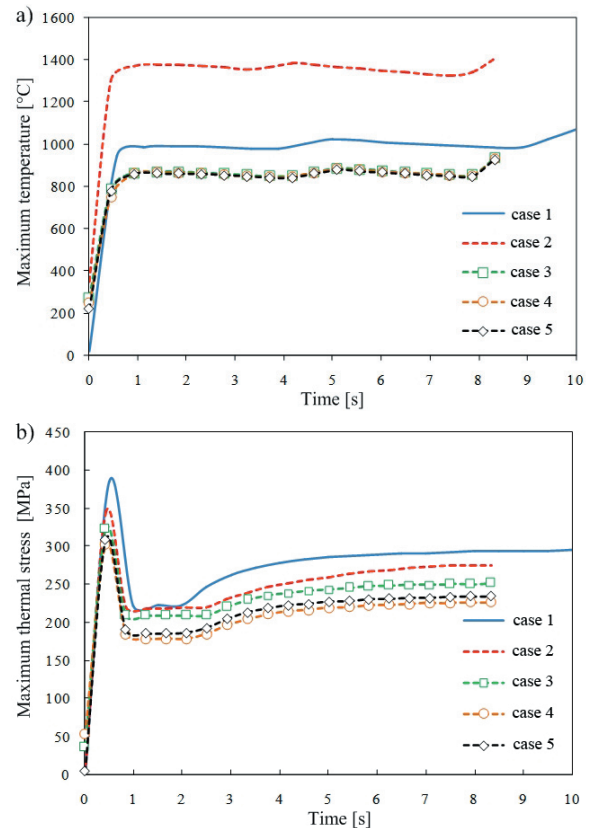 a)
Maximum temperature [°C]
1600
1400
1200
1000
800
600
400
200
0
case 1
case 2
case 3
case 4
case 5
0 1 2 3 4 5 6 7 8 9 10
Time [s]
b)
Maximum thermal stress [MPa]
450
400
350
300
250
200
150
100
50
0
case 1
case 2
case 3
case 4
case 5
0 1 2 3 4 5 6 7 8 9 10
Time [s]